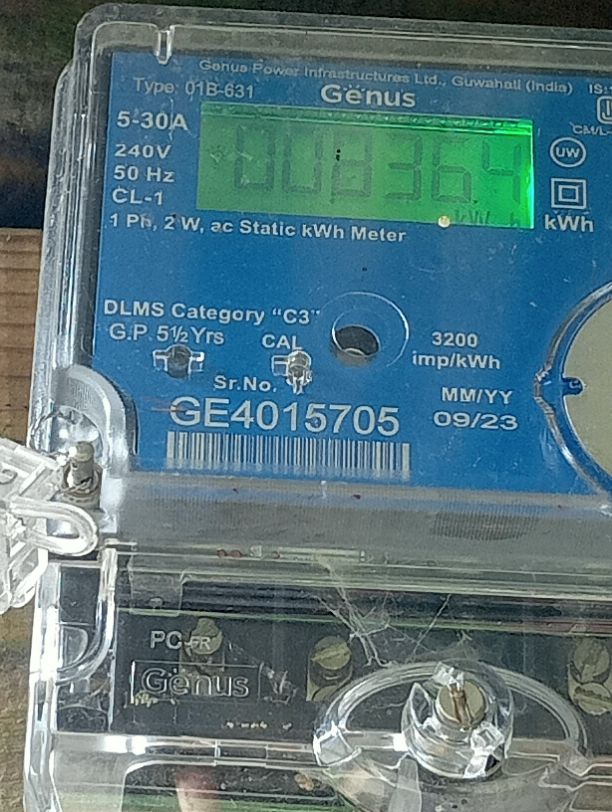 Genus Power Infrastructures Ltd., Guwahati (India)
Type: 01B-631
Genus
5-30A
240V
50 Hz
CL-1
00836.4
kWh
UW
kWh
1 Ph, 2 W, ac Static kWh Meter
DLMS Category "C3"
G.P. 5½ Yrs
CAL
3200
imp/kWh
Sr.No.
GE4015705
MM/YY
09/23
PC-FR
Genus